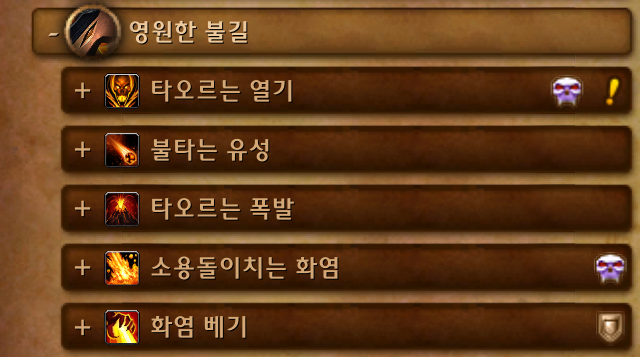 - 영원한 불길
+ 타오르는 열기
+ 불타는 유성
+ 타오르는 폭발
+ 소용돌이치는 화염
+ 화염 베기